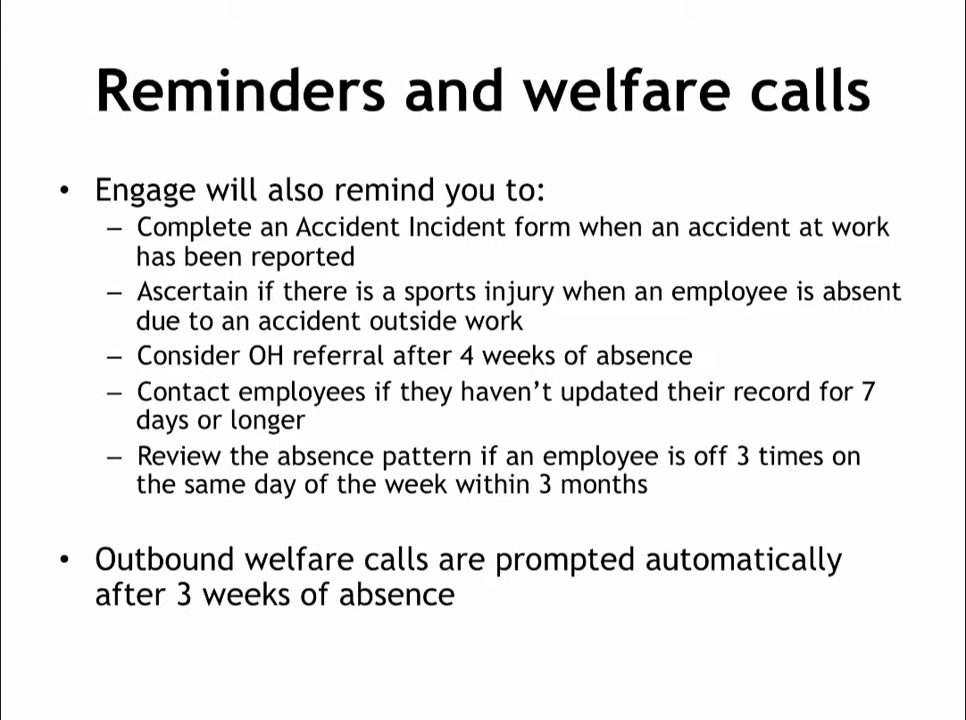 Reminders and welfare calls
• Engage will also remind you to:
– Complete an Accident Incident form when an accident at work
has been reported
– Ascertain if there is a sports injury when an employee is absent
due to an accident outside work
– Consider OH referral after 4 weeks of absence
– Contact employees if they haven’t updated their record for 7
days or longer
– Review the absence pattern if an employee is off 3 times on
the same day of the week within 3 months
• Outbound welfare calls are prompted automatically
after 3 weeks of absence